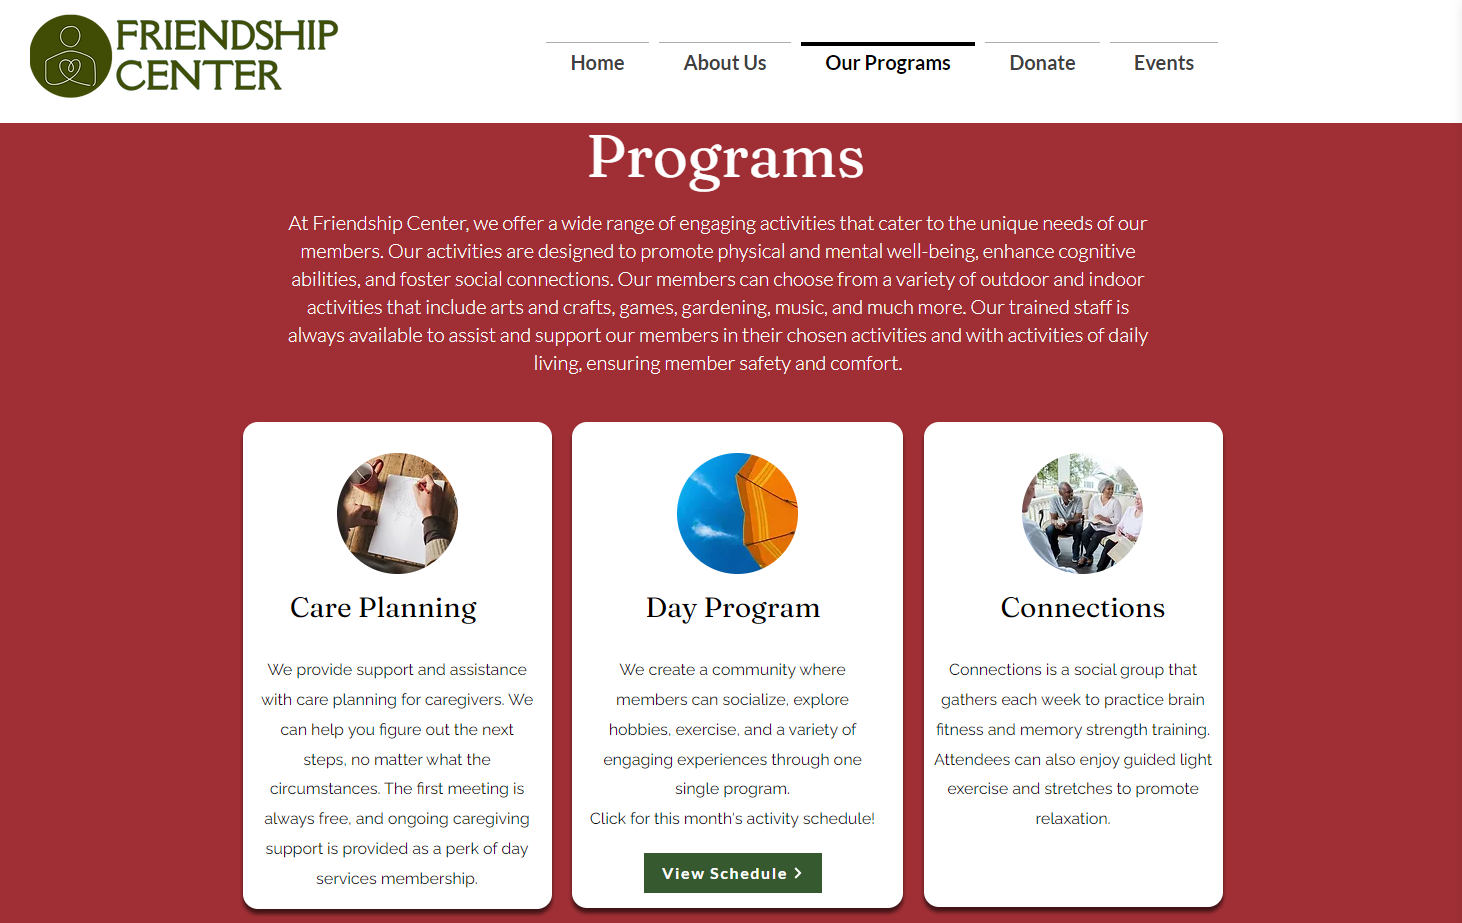 FRIENDSHIP
CENTER
Home
About Us
Our Programs
Donate
Events
Programs
At Friendship Center, we offer a wide range of engaging activities that cater to the unique needs of our
members. Our activities are designed to promote physical and mental well-being, enhance cognitive
abilities, and foster social connections. Our members can choose from a variety of outdoor and indoor
activities that include arts and crafts, games, gardening, music, and much more. Our trained staff is
always available to assist and support our members in their chosen activities and with activities of daily
living, ensuring member safety and comfort.
Care Planning
We provide support and assistance
with care planning for caregivers. We
can help you figure out the next
steps, no matter what the
circumstances. The first meeting is
always free, and ongoing caregiving
support is provided as a perk of day
services membership.
Day Program
We create a community where
members can socialize, explore
hobbies, exercise, and a variety of
engaging experiences through one
single program.
Click for this month's activity schedule!
View Schedule >
Connections
Connections is a social group that
gathers each week to practice brain
fitness and memory strength training.
Attendees can also enjoy guided light
exercise and stretches to promote
relaxation.